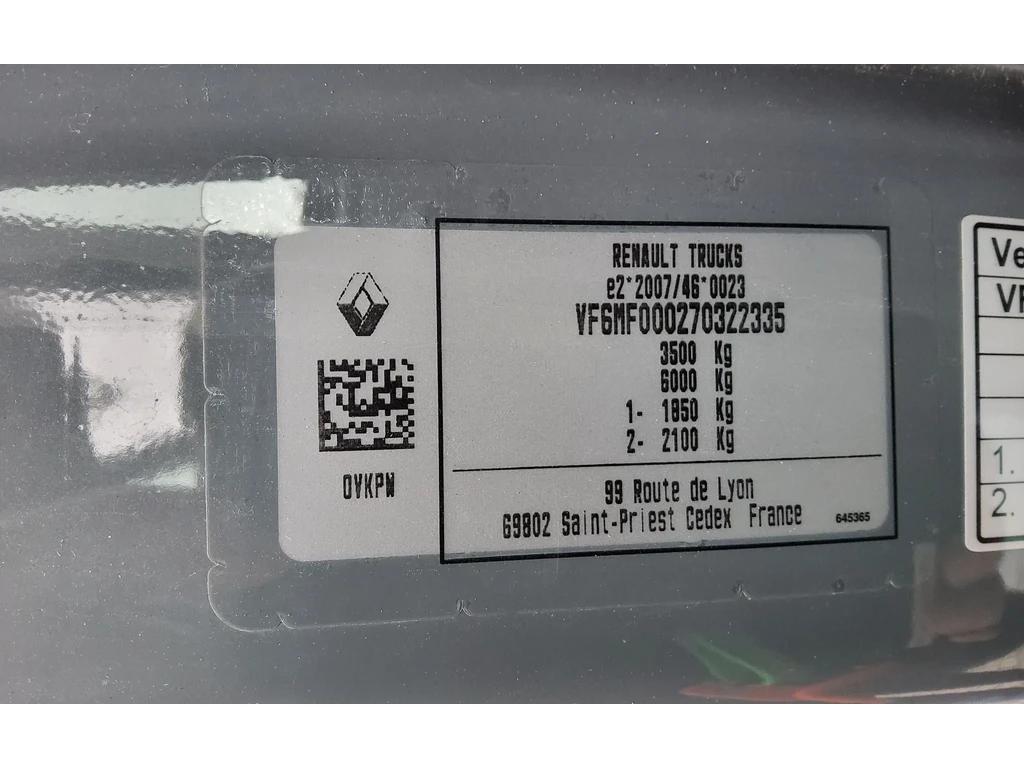 RENAULT TRUCKS
e2*2007/46*0023
VF6MF000270322335
3500 Kg
6000 Kg
1- 1850 Kg
2- 2100 Kg
OVKPW
99 Route de Lyon
69802 Saint-Priest Cedex France
645365
Ve
VF
1.
2.